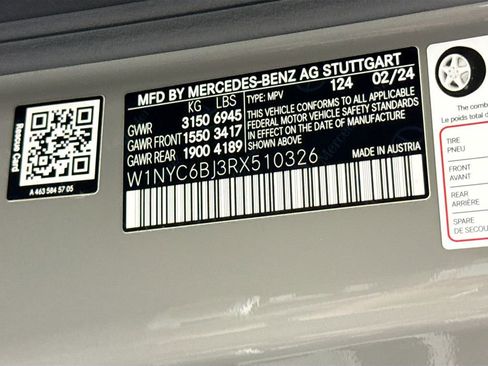 MFD BY MERCEDES-BENZ AG STUTTGART
KG LBS
124 02/24
GVWR 3150 6945
GAWR FRONT 1550 3417
GAWR REAR 1900 4189
TYPE: MPV
THIS VEHICLE CONFORMS TO ALL APPLICABLE
FEDERAL MOTOR VEHICLE SAFETY STANDARDS
IN EFFECT ON THE DATE OF MANUFACTURE
SHOWN ABOVE
MADE IN AUSTRIA
W1NYC6BJ3RX510326
Rescue Card
A 463 584 57 05
The comb
Le poids total d
TIRE
PNEU
FRONT
AVANT
REAR
ARRIÈRE
SPARE
DE SECOU